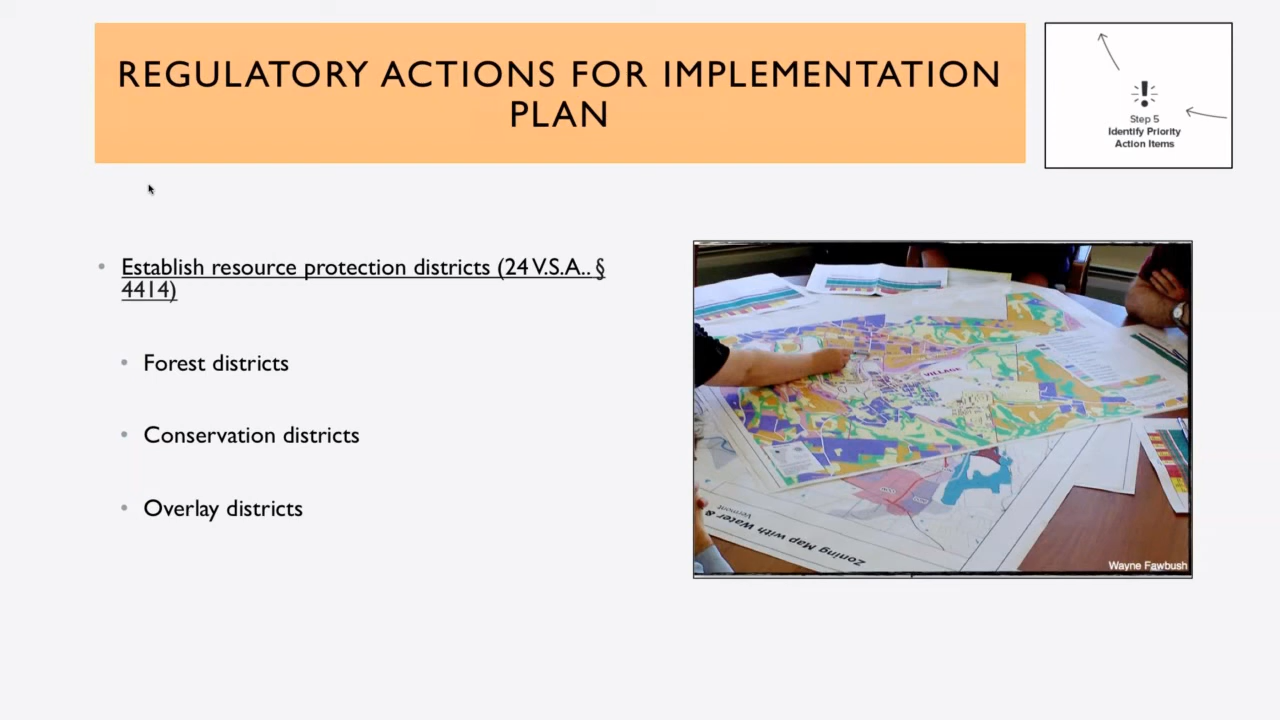 REGULATORY ACTIONS FOR IMPLEMENTATION
PLAN
Step 5
Identify Priority
Action Items
• Establish resource protection districts (24 V.S.A.. §
4414)
• Forest districts
• Conservation districts
• Overlay districts
VILLAGE
Zoning Map with Water &
Vermont
Wayne Fawbush